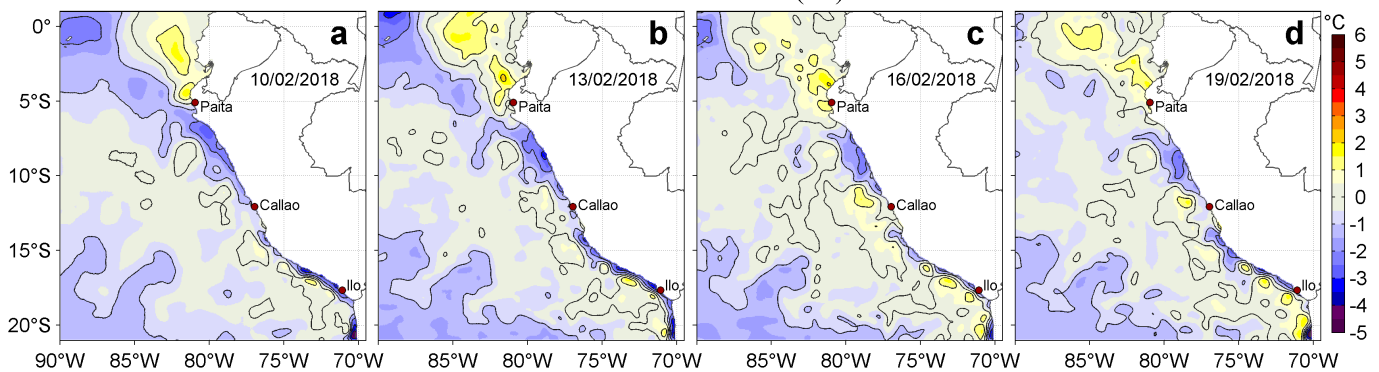 a
b
c
d
°C
10/02/2018
13/02/2018
16/02/2018
19/02/2018
Paita
Paita
Paita
Paita
Callao
Callao
Callao
Callao
Ilo
Ilo
Ilo
Ilo
0°
5°S
10°S
15°S
20°S
90°W 85°W 80°W 75°W 70°W
85°W 80°W 75°W 70°W
85°W 80°W 75°W 70°W
85°W 80°W 75°W 70°W
6
5
4
3
2
1
0
-1
-2
-3
-4
-5